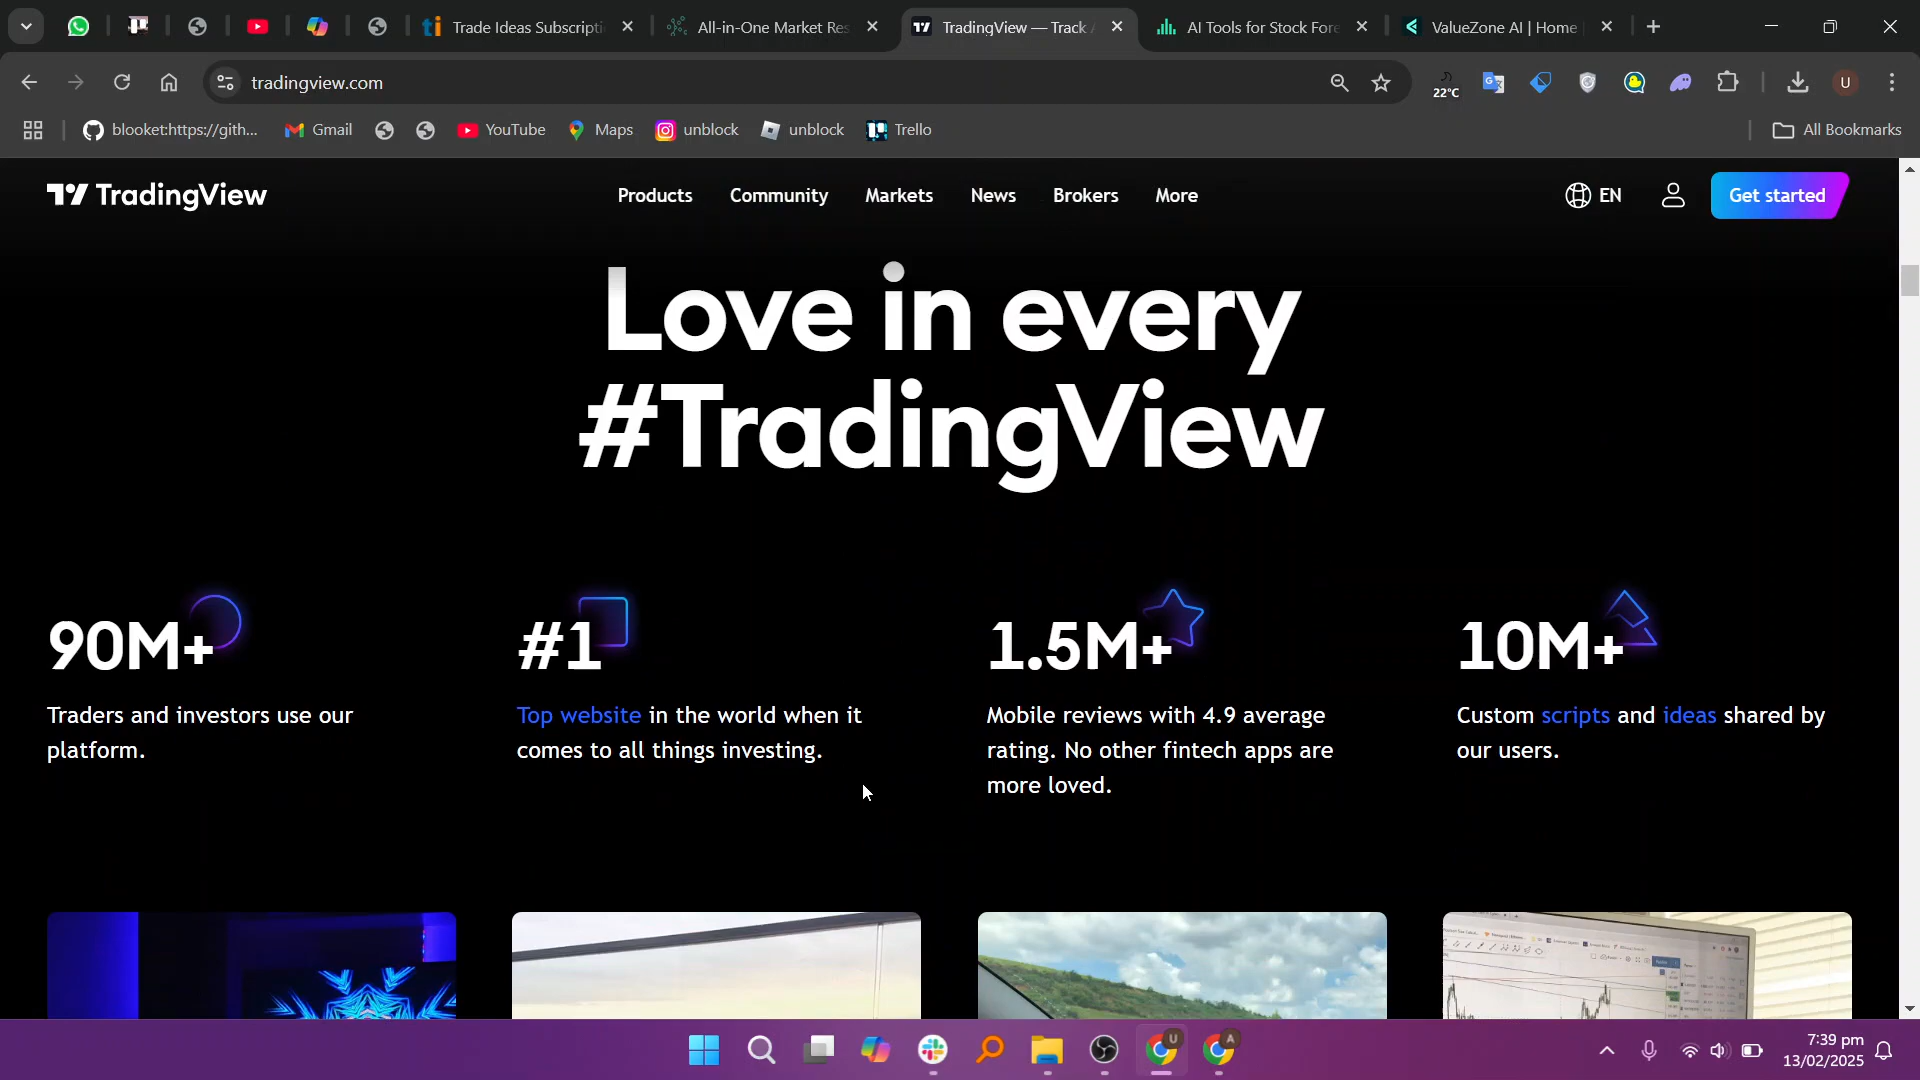 Trade Ideas Subscripti
All-in-One Market Res
TradingView — Track A
AI Tools for Stock Fore
ValueZone AI | Home
tradingview.com
22°C
U
blooket:https://gith...
Gmail
YouTube
Maps
unblock
unblock
Trello
All Bookmarks
TradingView
Products
Community
Markets
News
Brokers
More
EN
Get started
Love in every
#TradingView
90M+
#1
1.5M+
10M+
Traders and investors use our
platform.
Top website in the world when it
comes to all things investing.
Mobile reviews with 4.9 average
rating. No other fintech apps are
more loved.
Custom scripts and ideas shared by
our users.
7:39 pm
13/02/2025